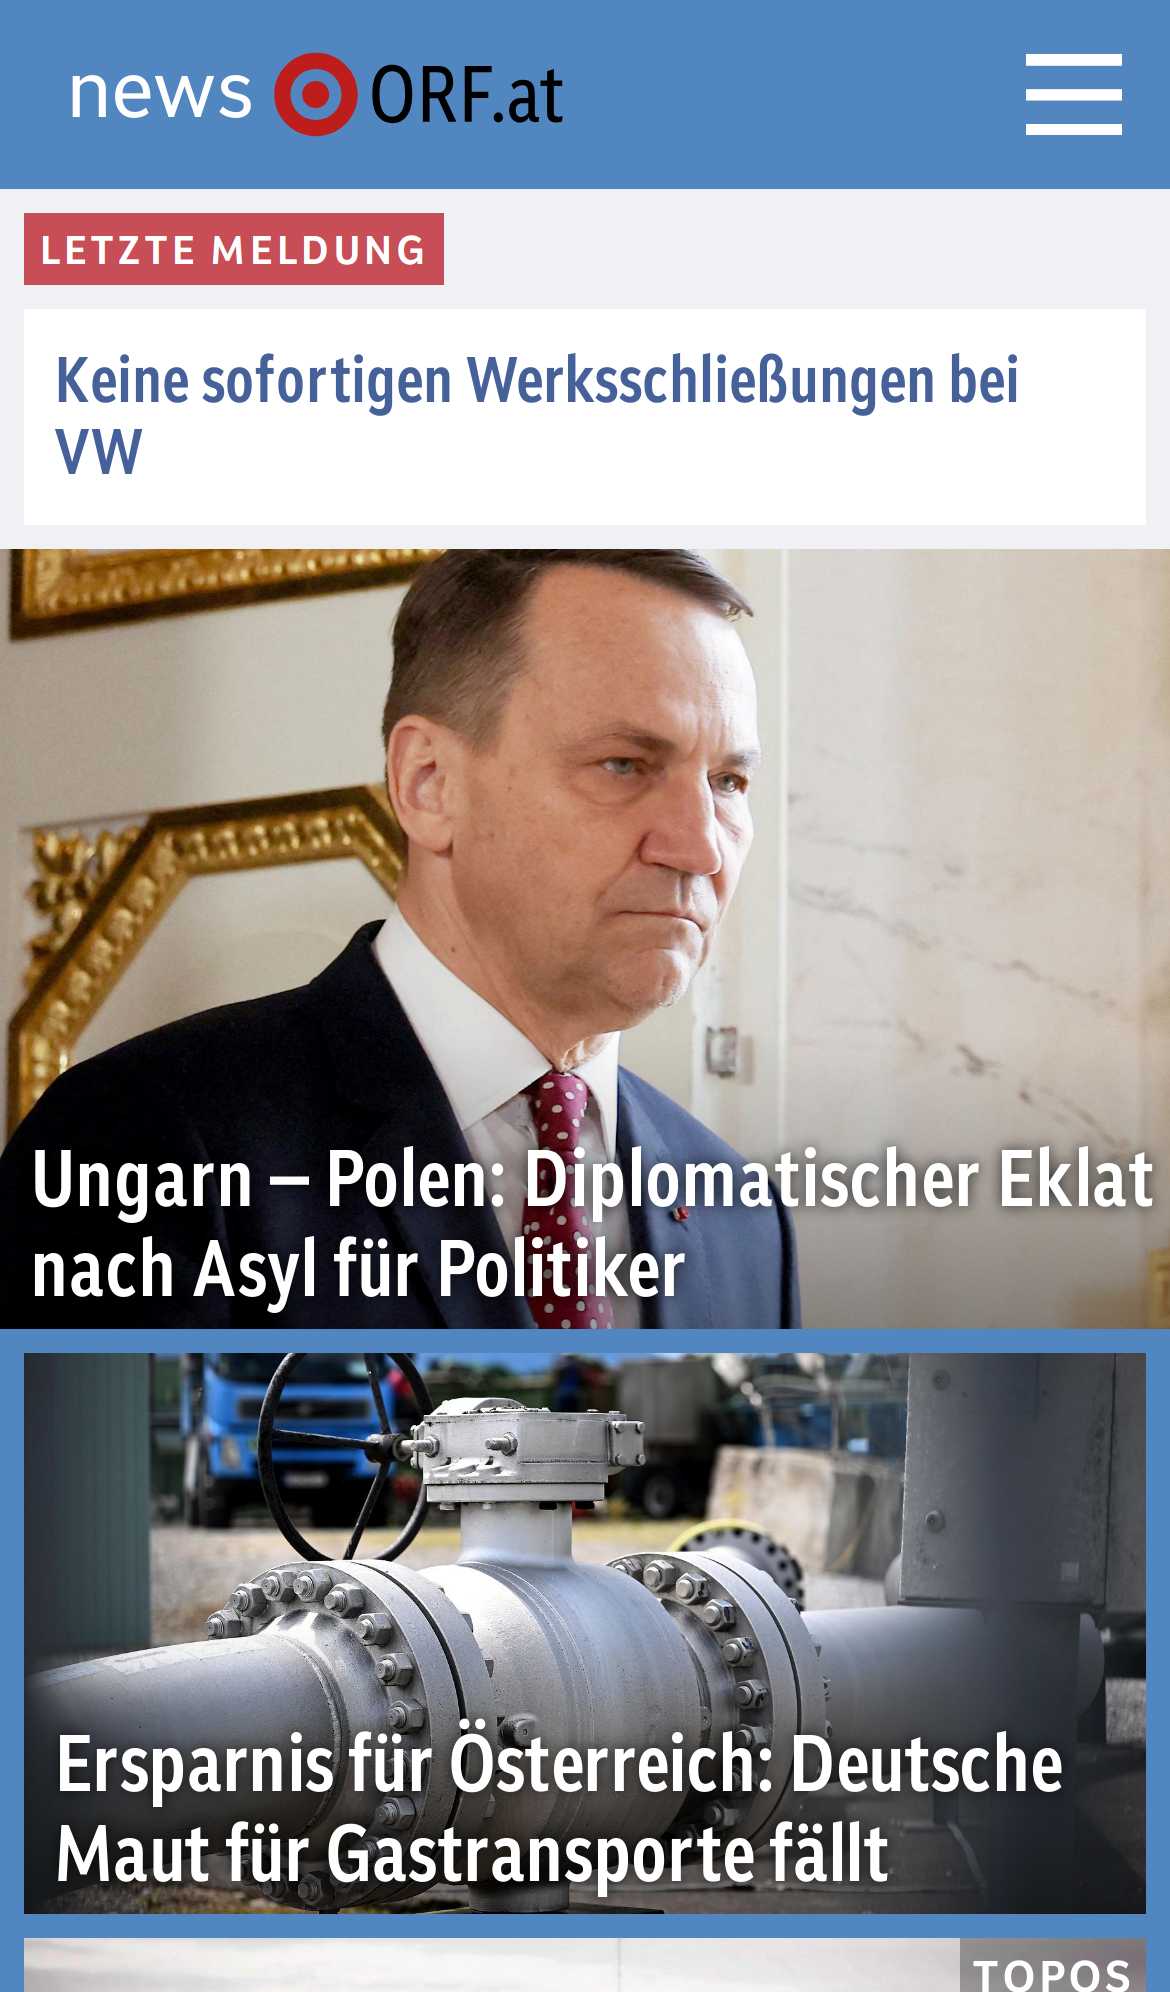 news ORF.at
LETZTE MELDUNG
Keine sofortigen Werksschließungen bei
VW
Ungarn – Polen: Diplomatischer Eklat
nach Asyl für Politiker
Ersparnis für Österreich: Deutsche
Maut für Gastransporte fällt
TOPOS